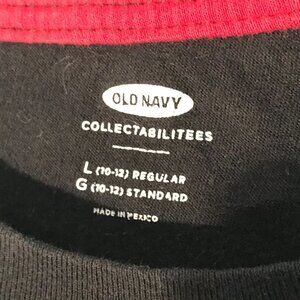 OLD NAVY
COLLECTABILITEES
L (10-12) REGULAR
G (10-12) STANDARD
MADE IN MEXICO